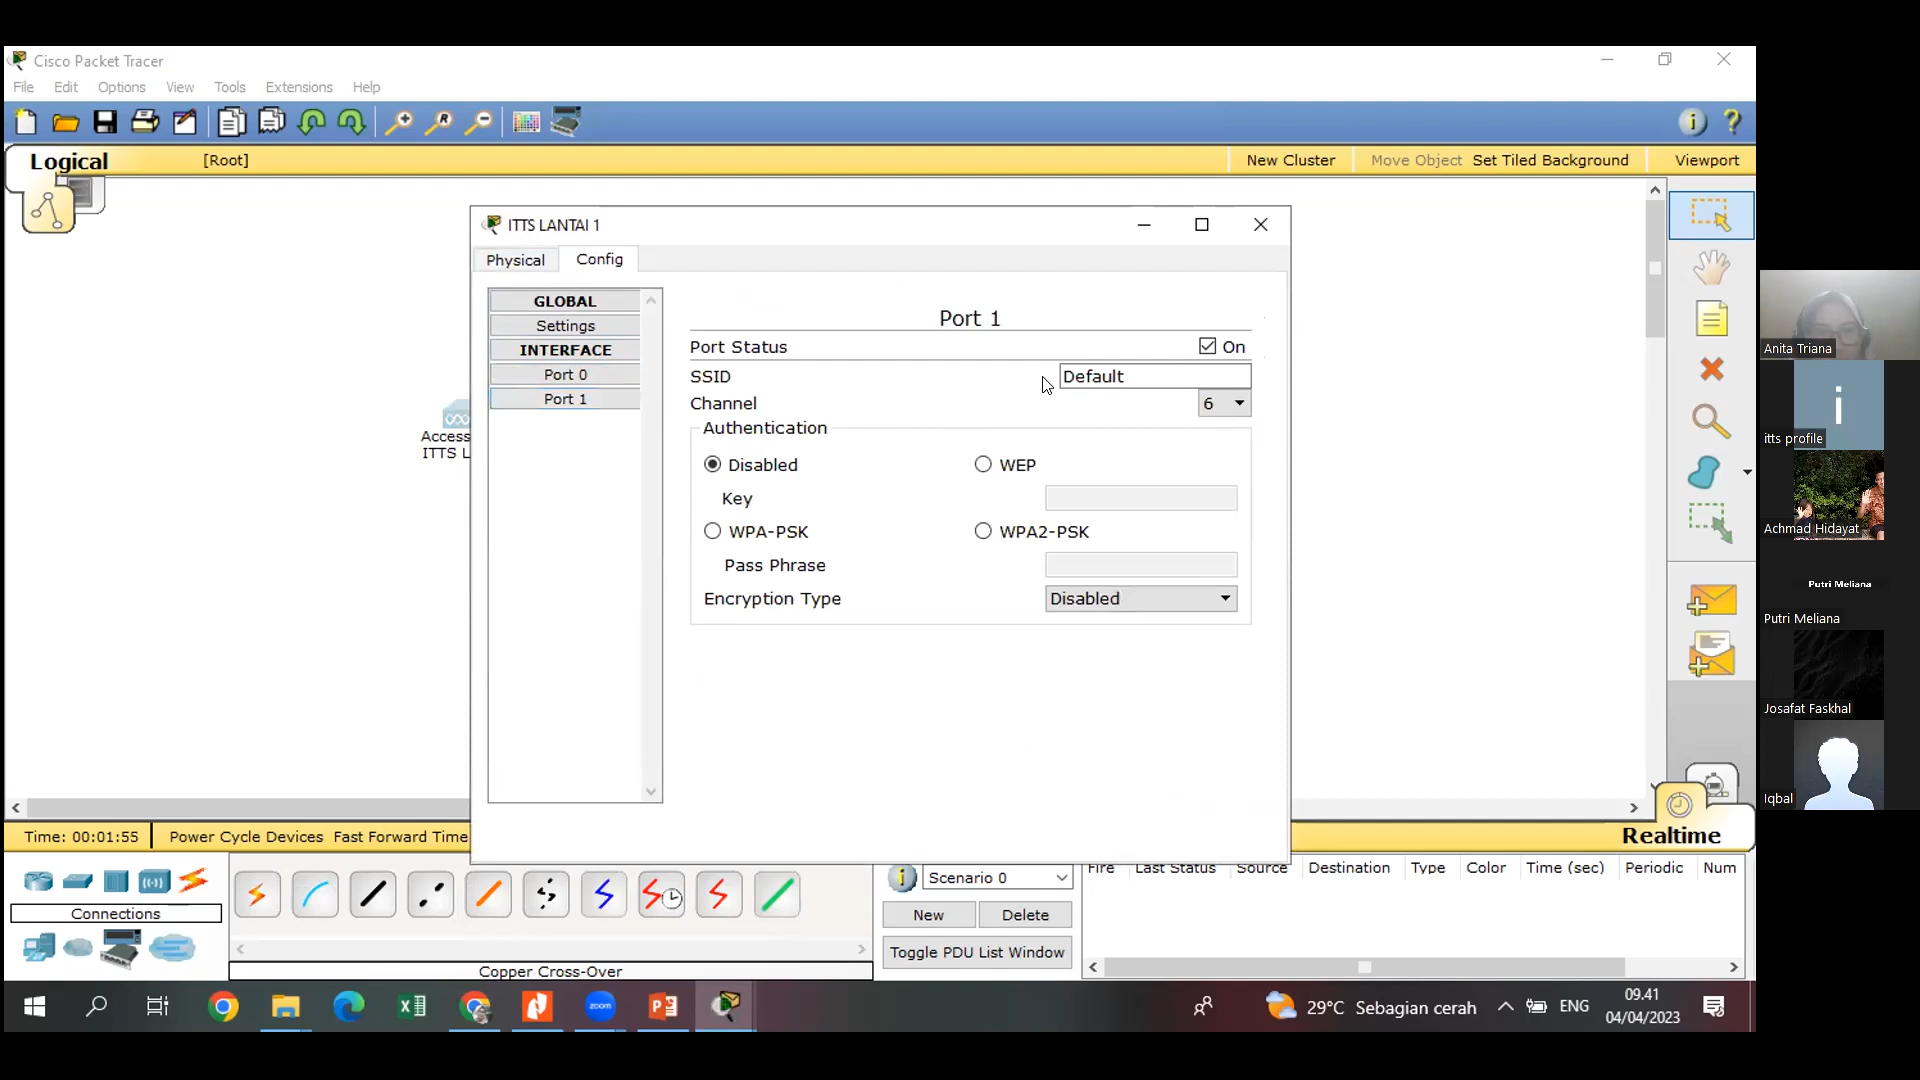 Cisco Packet Tracer
File Edit Options View Tools Extensions Help
Logical [Root] New Cluster Move Object Set Tiled Background Viewport
ITTS LANTAI 1
Physical Config
GLOBAL
Settings
INTERFACE
Port 0
Port 1
Port 1
Port Status On
SSID Default
Channel 6
Authentication
Disabled WEP
Key
WPA-PSK WPA2-PSK
Pass Phrase
Encryption Type Disabled
Access
ITTS L
Anita Triana
i
itts profile
Achmad Hidayat
Putri Meliana
Putri Meliana
Josafat Faskhal
Iqbal
Time: 00:01:55 Power Cycle Devices Fast Forward Time
Realtime
Connections
Copper Cross-Over
Scenario 0
New Delete
Toggle PDU List Window
Fire Last Status Source Destination Type Color Time (sec) Periodic Num
zoom
29°C Sebagian cerah
ENG
09.41
04/04/2023